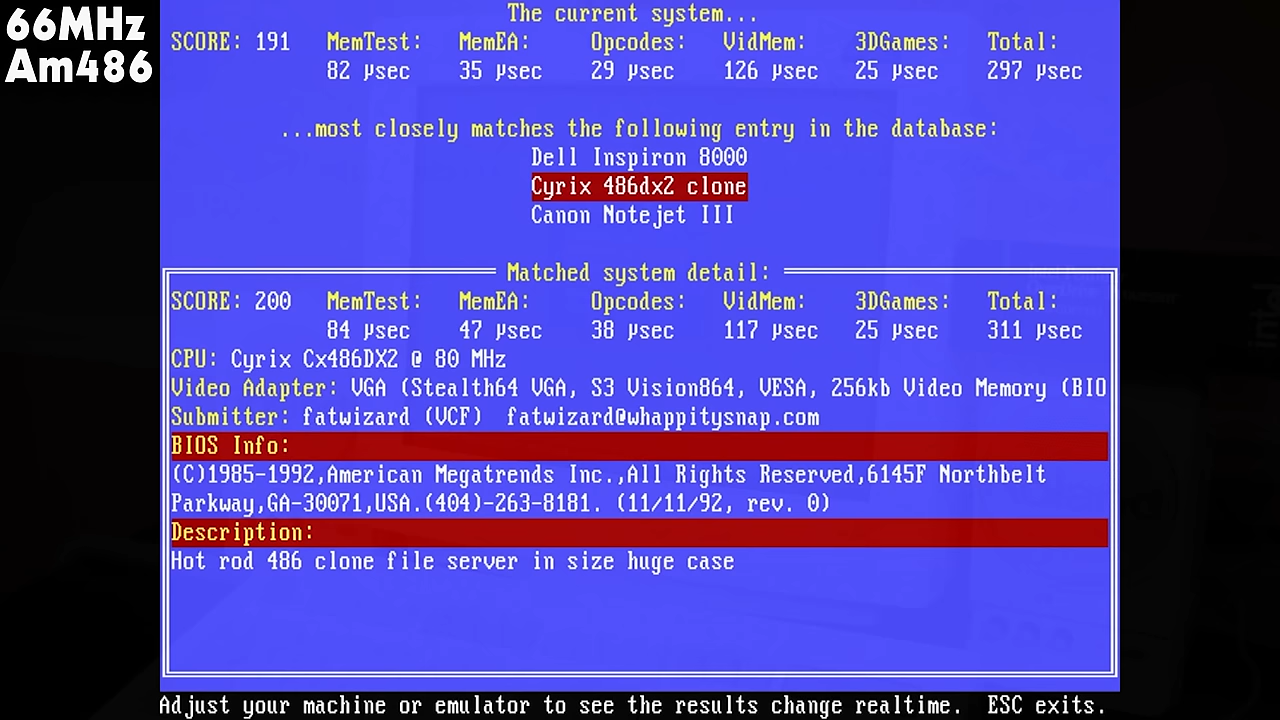 66MHz
Am486
The current system...
SCORE: 191 MemTest: MemEA: Opcodes: VidMem: 3DGames: Total:
82 µsec 35 µsec 29 µsec 126 µsec 25 µsec 297 µsec
...most closely matches the following entry in the database:
Dell Inspiron 8000
Cyrix 486dx2 clone
Canon Notejet III
Matched system detail:
SCORE: 200 MemTest: MemEA: Opcodes: VidMem: 3DGames: Total:
84 µsec 47 µsec 38 µsec 117 µsec 25 µsec 311 µsec
CPU: Cyrix Cx486DX2 @ 80 MHz
Video Adapter: VGA (Stealth64 VGA, S3 Vision864, VESA, 256kb Video Memory (BIO
Submitter: fatwizard (VCF) fatwizard@whappitysnap.com
BIOS Info:
(C)1985-1992,American Megatrends Inc.,All Rights Reserved,6145F Northbelt
Parkway,GA-30071,USA.(404)-263-8181. (11/11/92, rev. 0)
Description:
Hot rod 486 clone file server in size huge case
Adjust your machine or emulator to see the results change realtime. ESC exits.